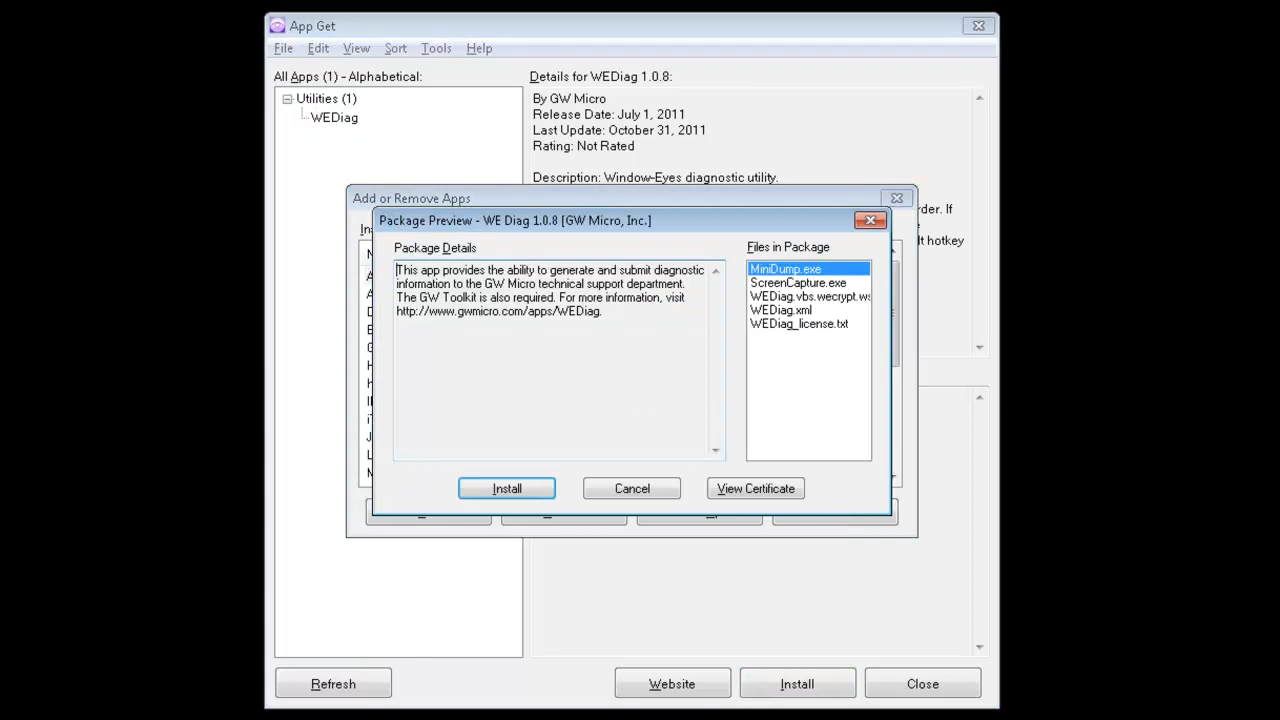 App Get
File Edit View Sort Tools Help
All Apps (1) - Alphabetical:
Utilities (1)
WEDiag
Details for WEDiag 1.0.8:
By GW Micro
Release Date: July 1, 2011
Last Update: October 31, 2011
Rating: Not Rated
Description: Window-Eyes diagnostic utility.
If
hotkey
Add or Remove Apps
Package Preview - WE Diag 1.0.8 [GW Micro, Inc.]
Package Details
This app provides the ability to generate and submit diagnostic
information to the GW Micro technical support department.
The GW Toolkit is also required. For more information, visit
http://www.gwmicro.com/apps/WEDiag.
Files in Package
MiniDump.exe
ScreenCapture.exe
WEDiag.vbs.wecrypt.ws
WEDiag.xml
WEDiag_license.txt
Install Cancel View Certificate
Refresh Website Install Close